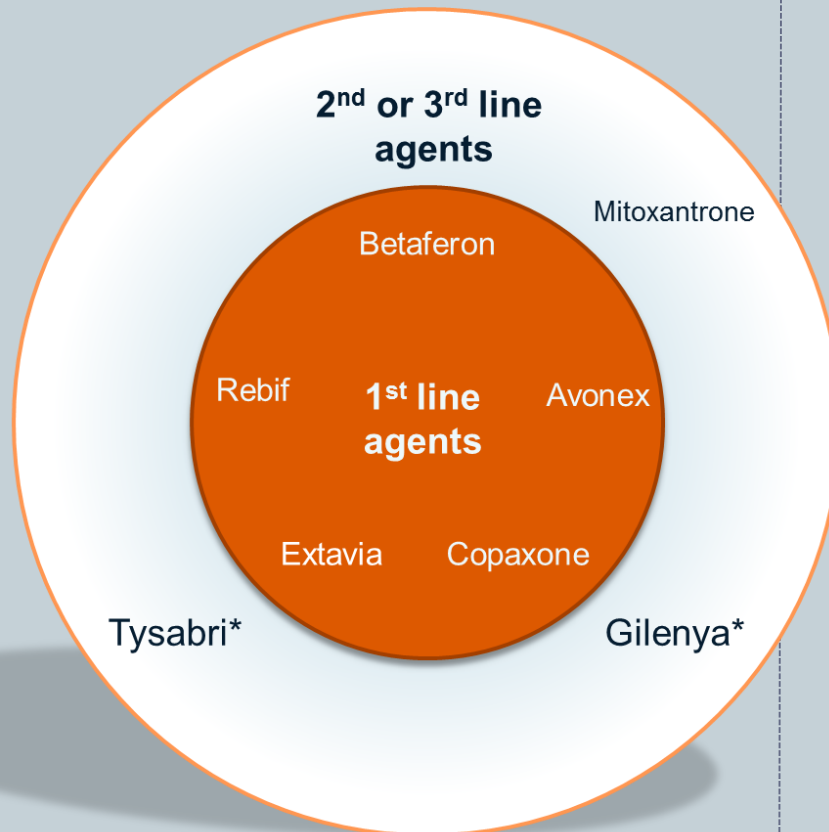 2nd or 3rd line
agents
Mitoxantrone
Betaferon
Rebif
1st line
agents
Avonex
Extavia
Copaxone
Tysabri*
Gilenya*